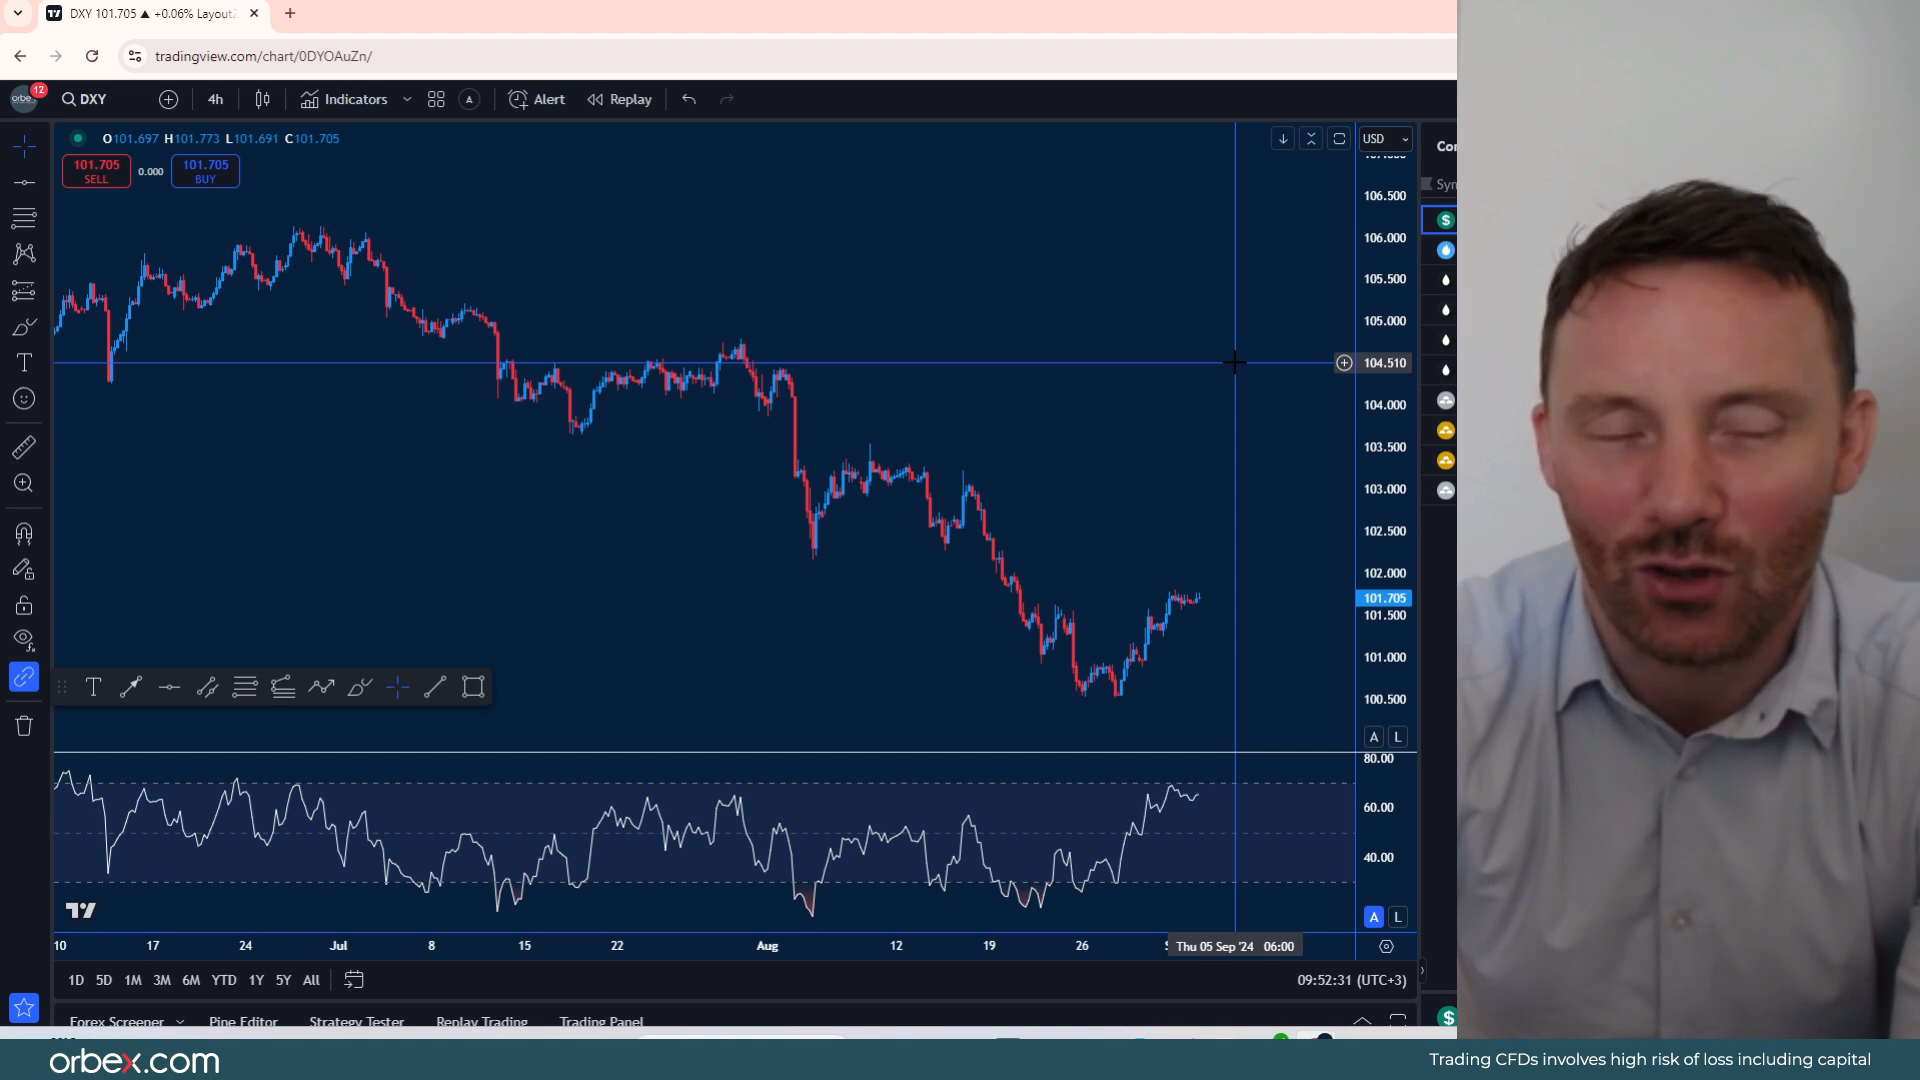 DXY 101.705 ▲ +0.06% Layout
tradingview.com/chart/0DYOAuZn/
orbex 12 DXY 4h Indicators A Alert Replay
O101.697 H101.773 L101.691 C101.705
USD
101.705 SELL 0.000 101.705 BUY
106.500
106.000
105.500
105.000
104.510
104.000
103.500
103.000
102.500
102.000
101.705
101.500
101.000
100.500
A L
80.00
60.00
40.00
A L
10 17 24 Jul 8 15 22 Aug 12 19 26 Thu 05 Sep '24 06:00
1D 5D 1M 3M 6M YTD 1Y 5Y All 09:52:31 (UTC+3)
Forex Screener Pine Editor Strategy Tester Replay Trading Trading Panel
orbex.com
Trading CFDs involves high risk of loss including capital